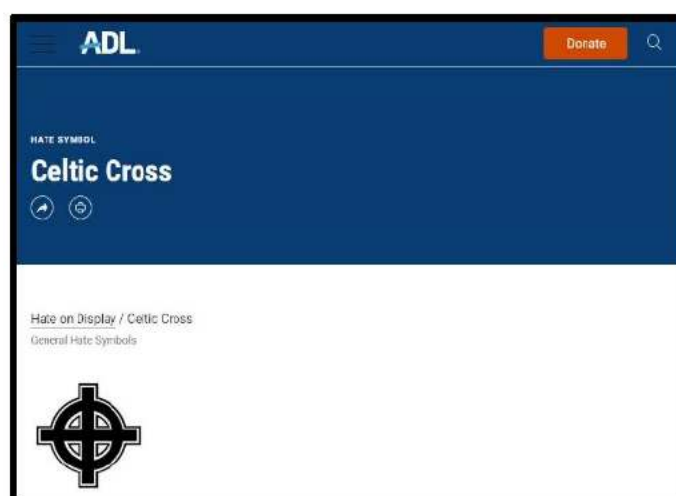 ADL
Donate
HATE SYMBOL
Celtic Cross
Hate on Display / Celtic Cross
General Hate Symbols